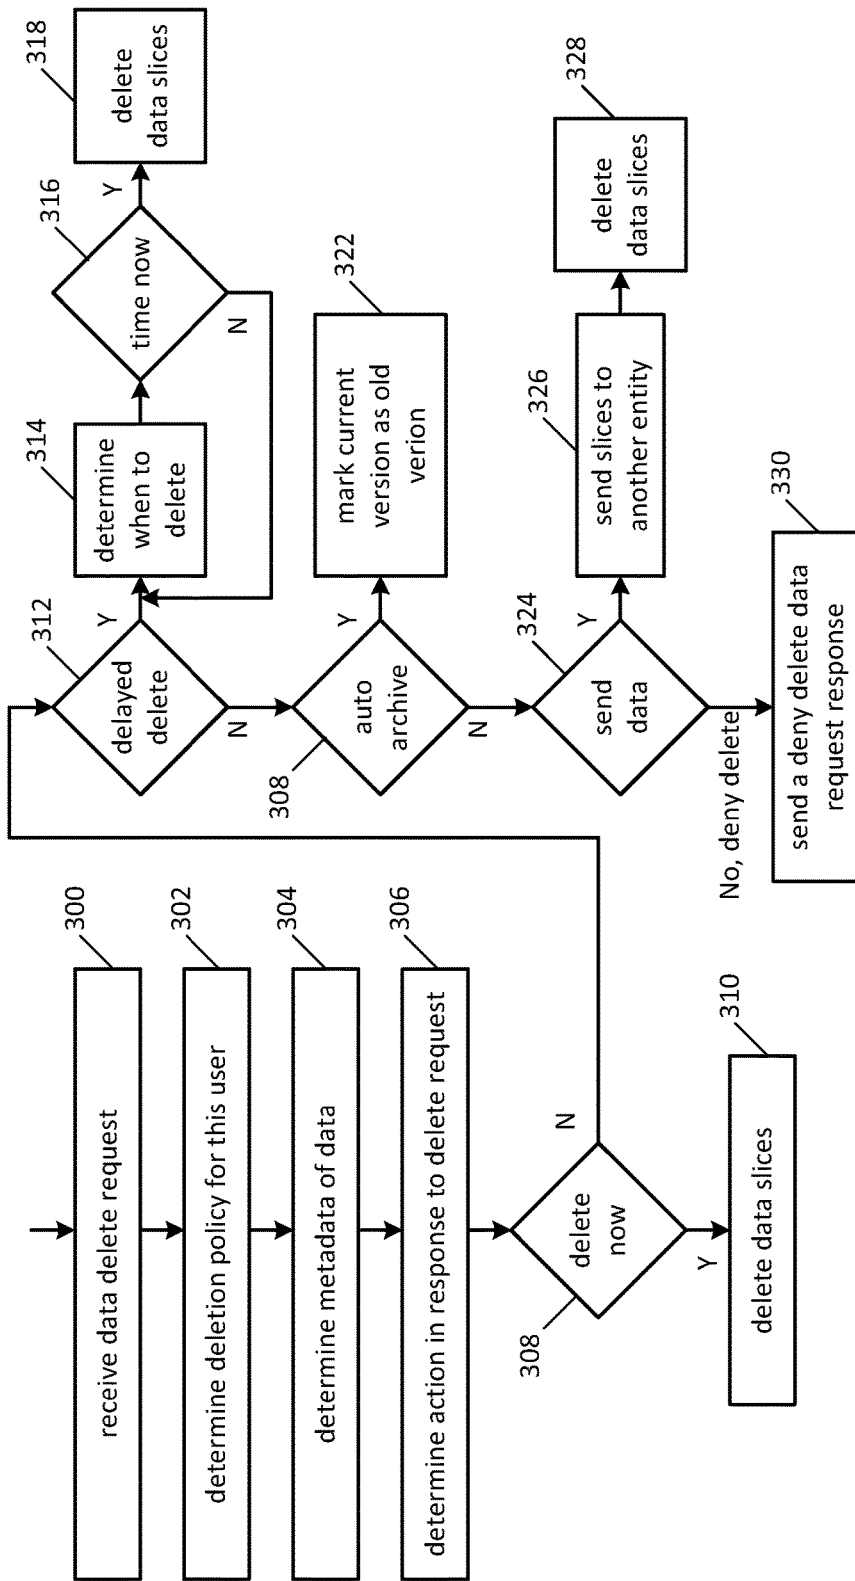 300
receive data delete request
302
determine deletion policy for this user
304
determine metadata of data
306
determine action in response to delete request
308
delete
now
N
Y
310
delete data slices
312
delayed
delete
Y
N
314
determine
when to
delete
316
time now
Y
N
318
delete
data slices
308
auto
archive
Y
N
322
mark current
version as old
verion
324
send
data
Y
No, deny delete
326
send slices to
another entity
328
delete
data slices
330
send a deny delete data
request response